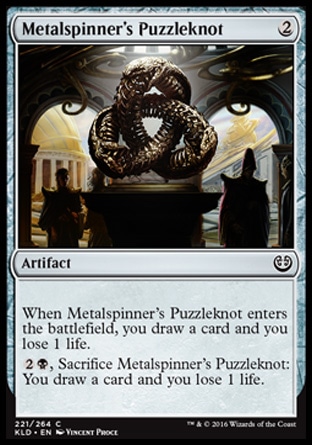 Metalspinner's Puzzleknot 2
Artifact
When Metalspinner's Puzzleknot enters
the battlefield, you draw a card and you
lose 1 life.
2, Sacrifice Metalspinner's Puzzleknot:
You draw a card and you lose 1 life.
221/264 C
KLD • EN Vincent Proce
™ & © 2016 Wizards of the Coast